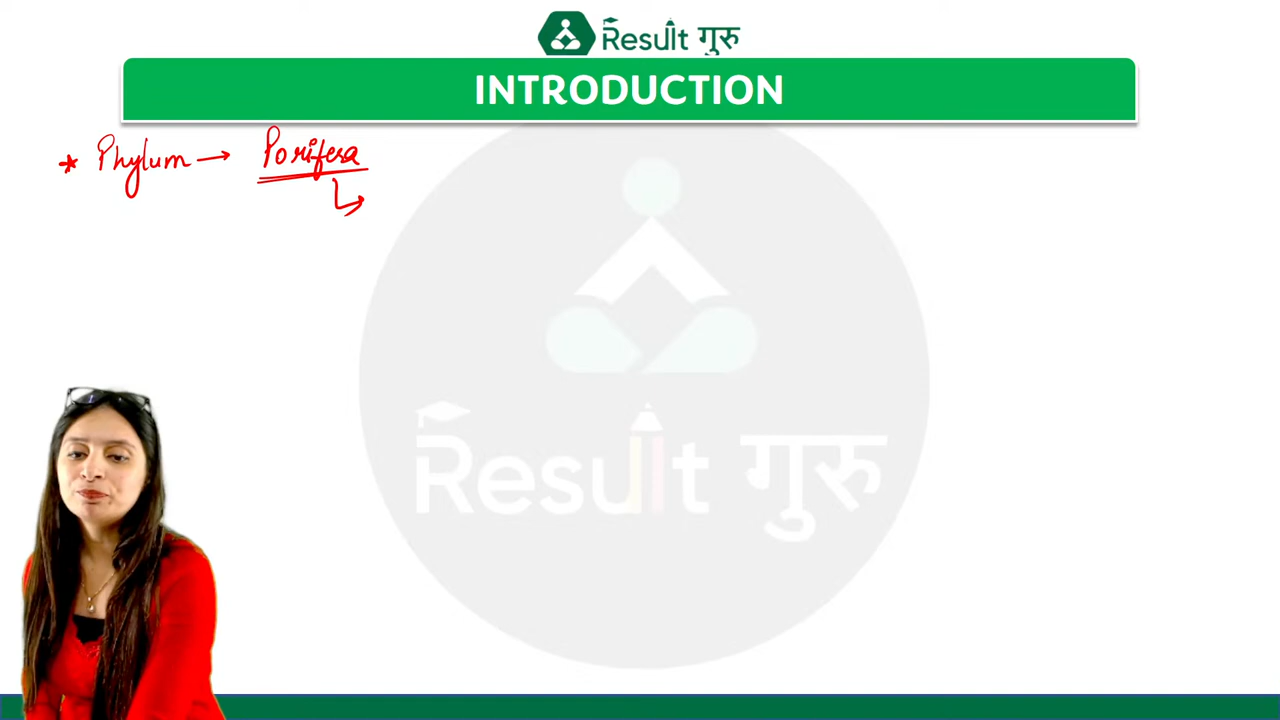 Result गुरु
INTRODUCTION
* Phylum → Porifera
Result गुरु